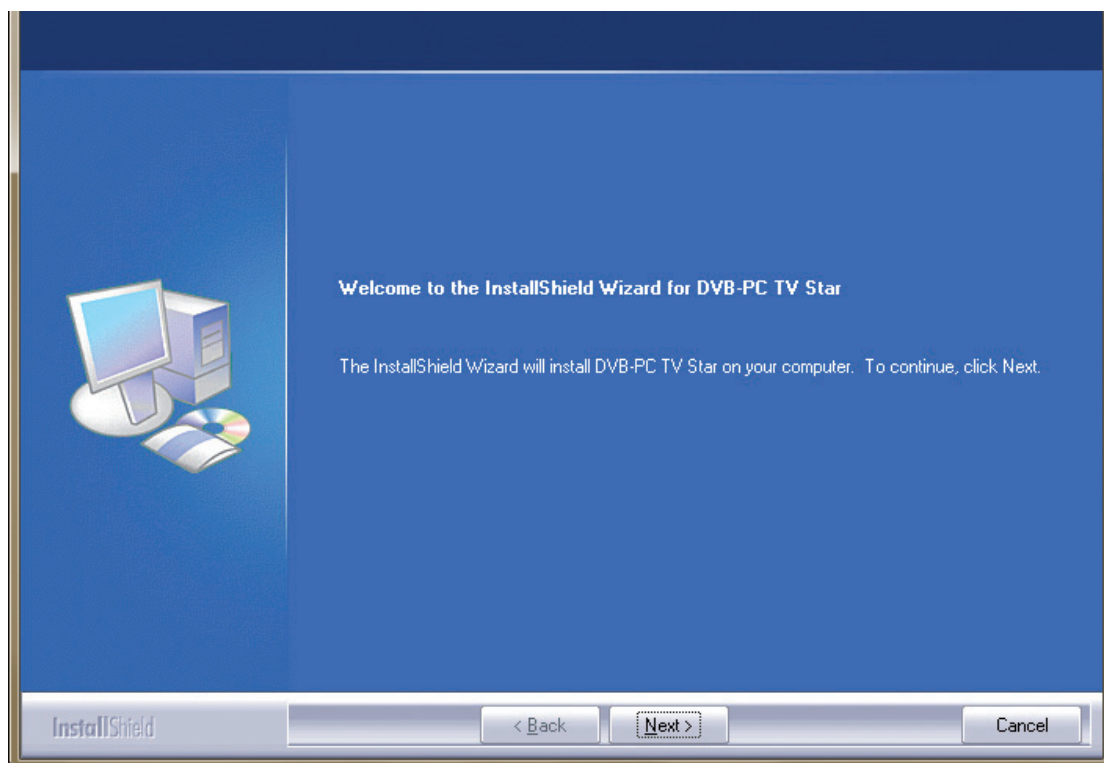 Welcome to the InstallShield Wizard for DVB-PC TV Star
The InstallShield Wizard will install DVB-PC TV Star on your computer. To continue, click Next.
InstallShield
< Back
Next >
Cancel